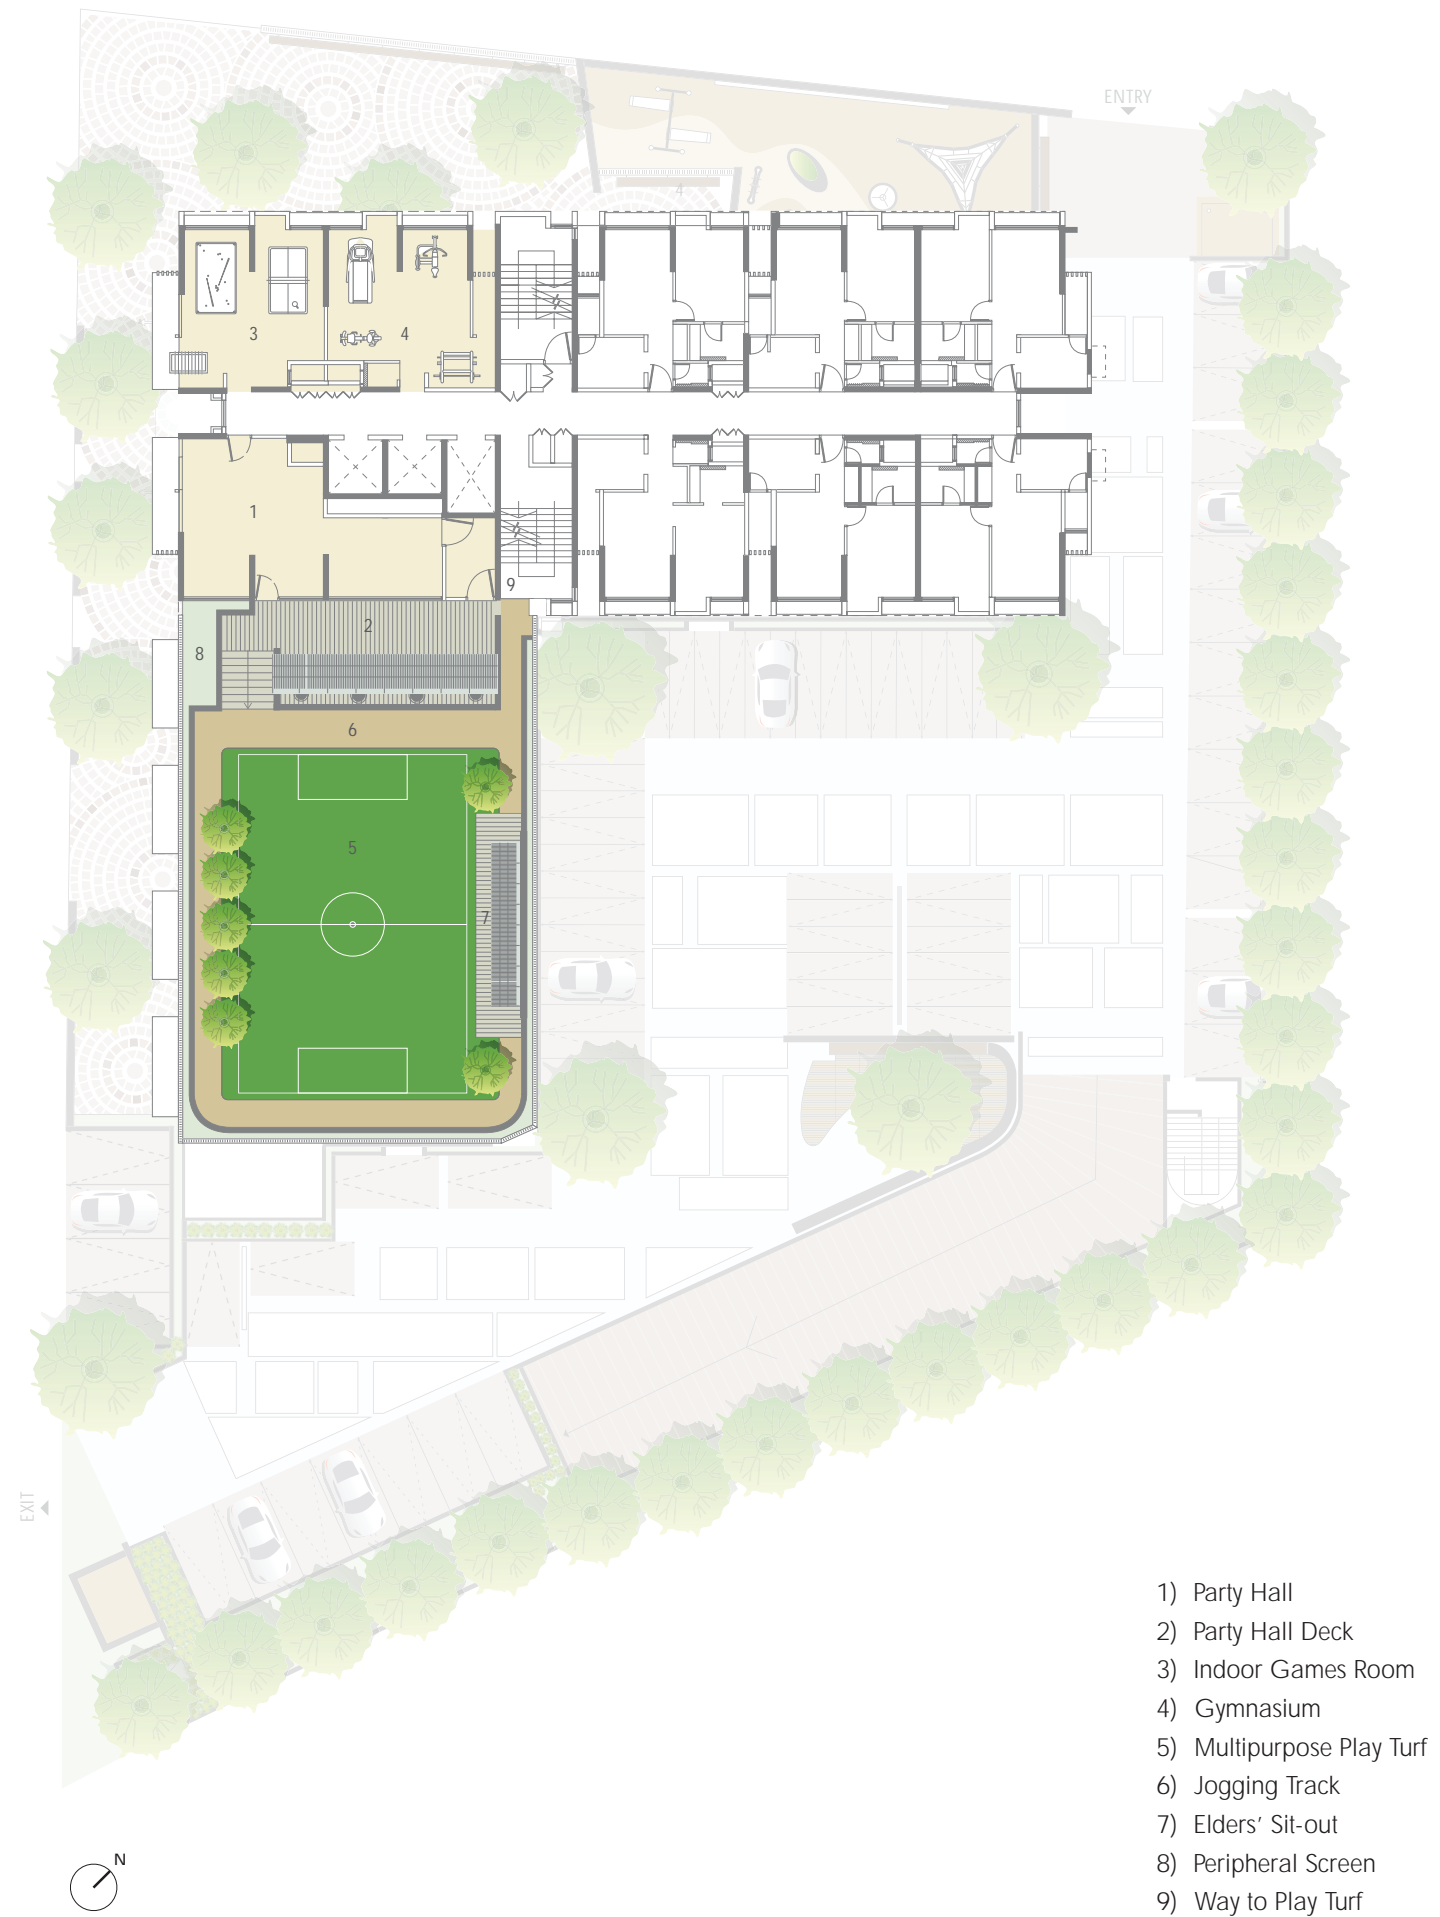 ENTRY
4
3
4
1
9
2
8
6
5
7
EXIT
1) Party Hall
2) Party Hall Deck
3) Indoor Games Room
4) Gymnasium
5) Multipurpose Play Turf
6) Jogging Track
7) Elders' Sit-out
8) Peripheral Screen
9) Way to Play Turf
N